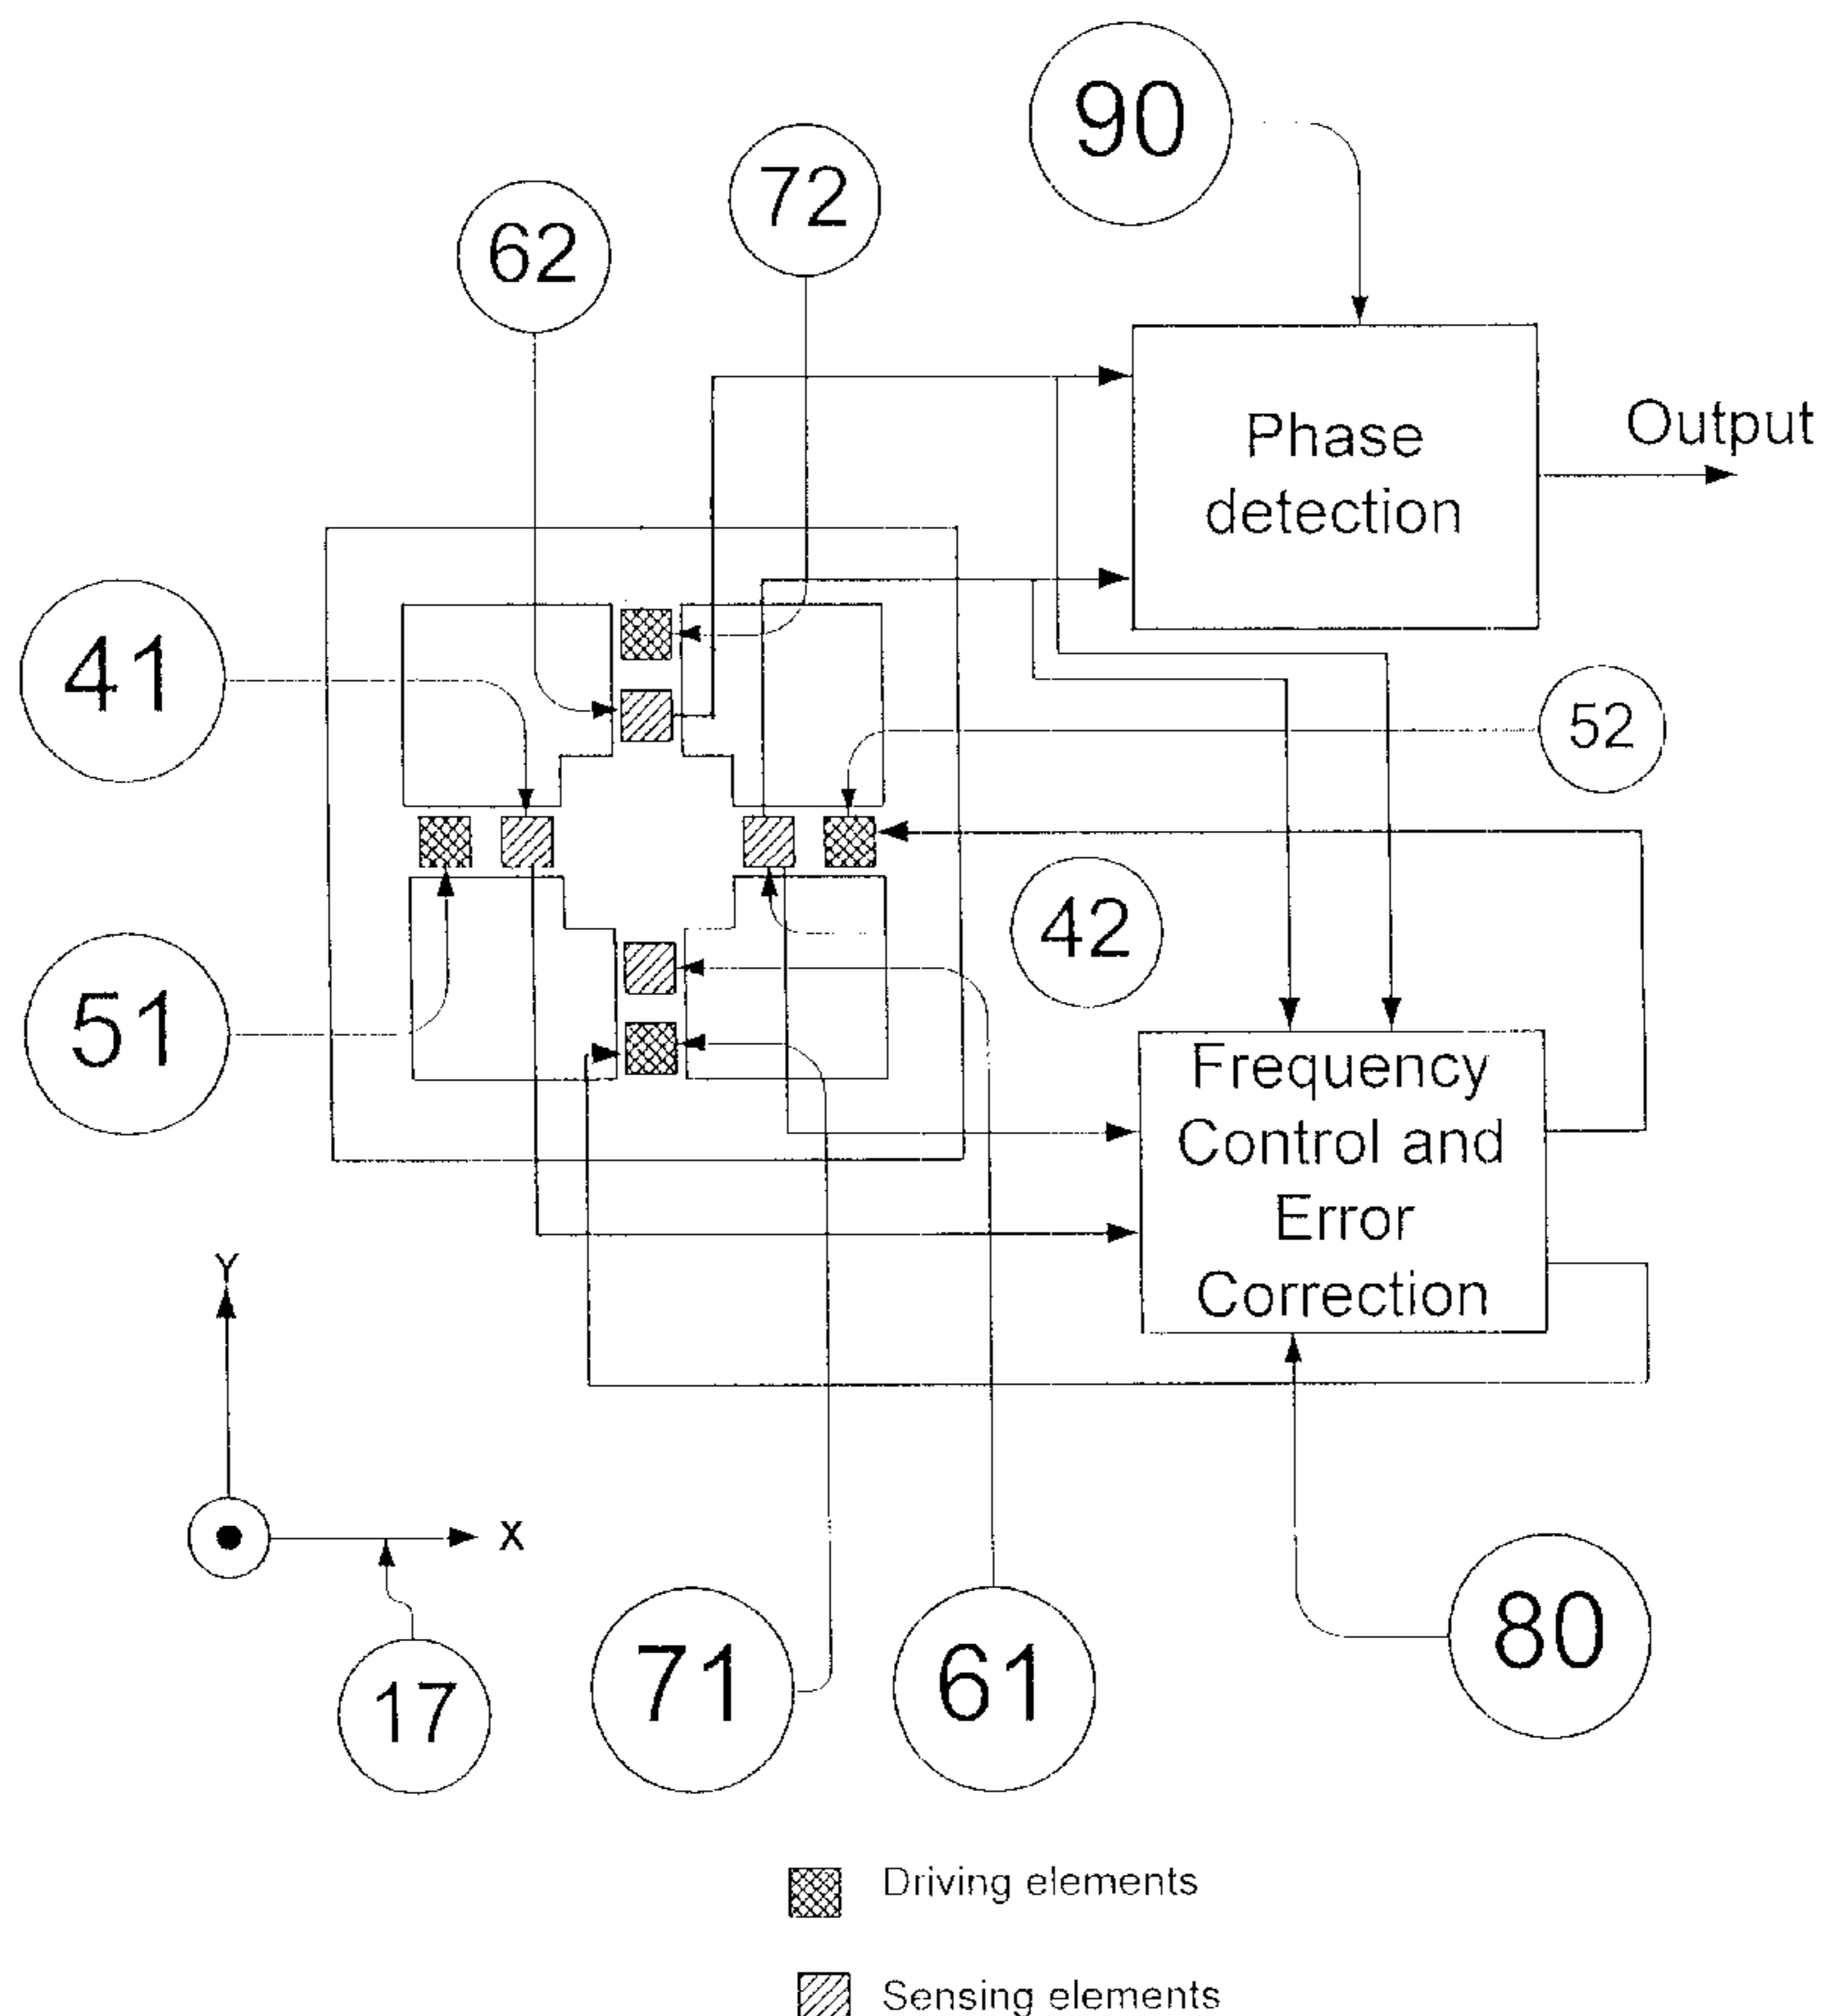 90
72
62
Output
Phase
detection
41
52
42
51
Frequency
Control and
Error
Correction
Y
X
17
71
61
80
Driving elements
Sensing elements